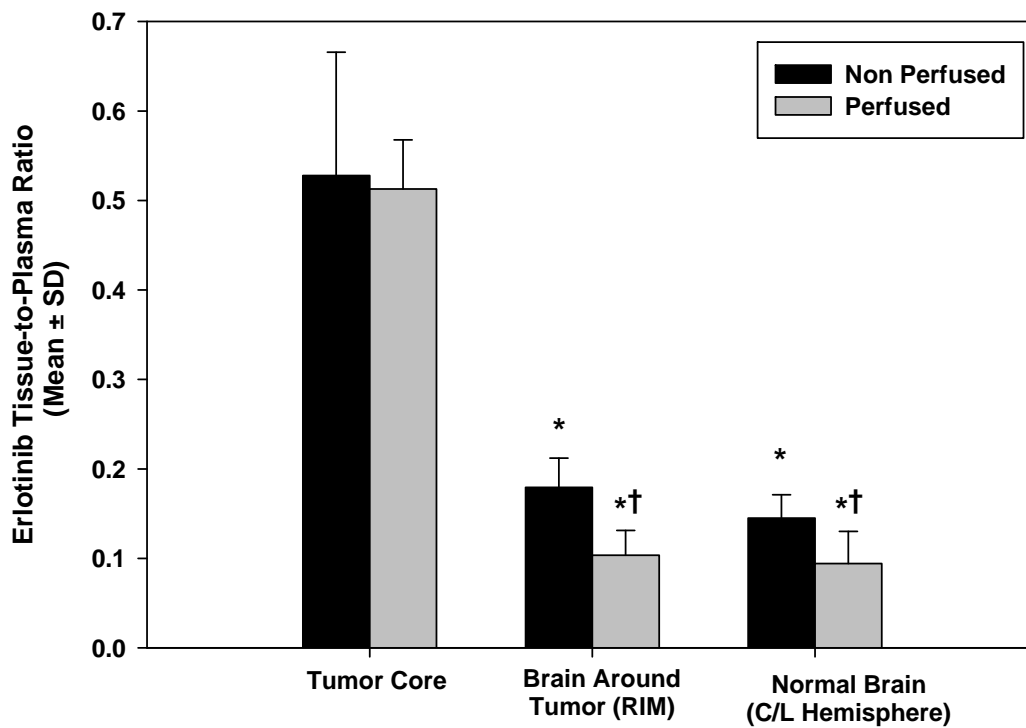 0.7
0.6
0.5
0.4
0.3
0.2
0.1
0.0
Erlotinib Tissue-to-Plasma Ratio
(Mean ± SD)
Non Perfused
Perfused
*
*†
*
*†
Tumor Core
Brain Around
Tumor (RIM)
Normal Brain
(C/L Hemisphere)